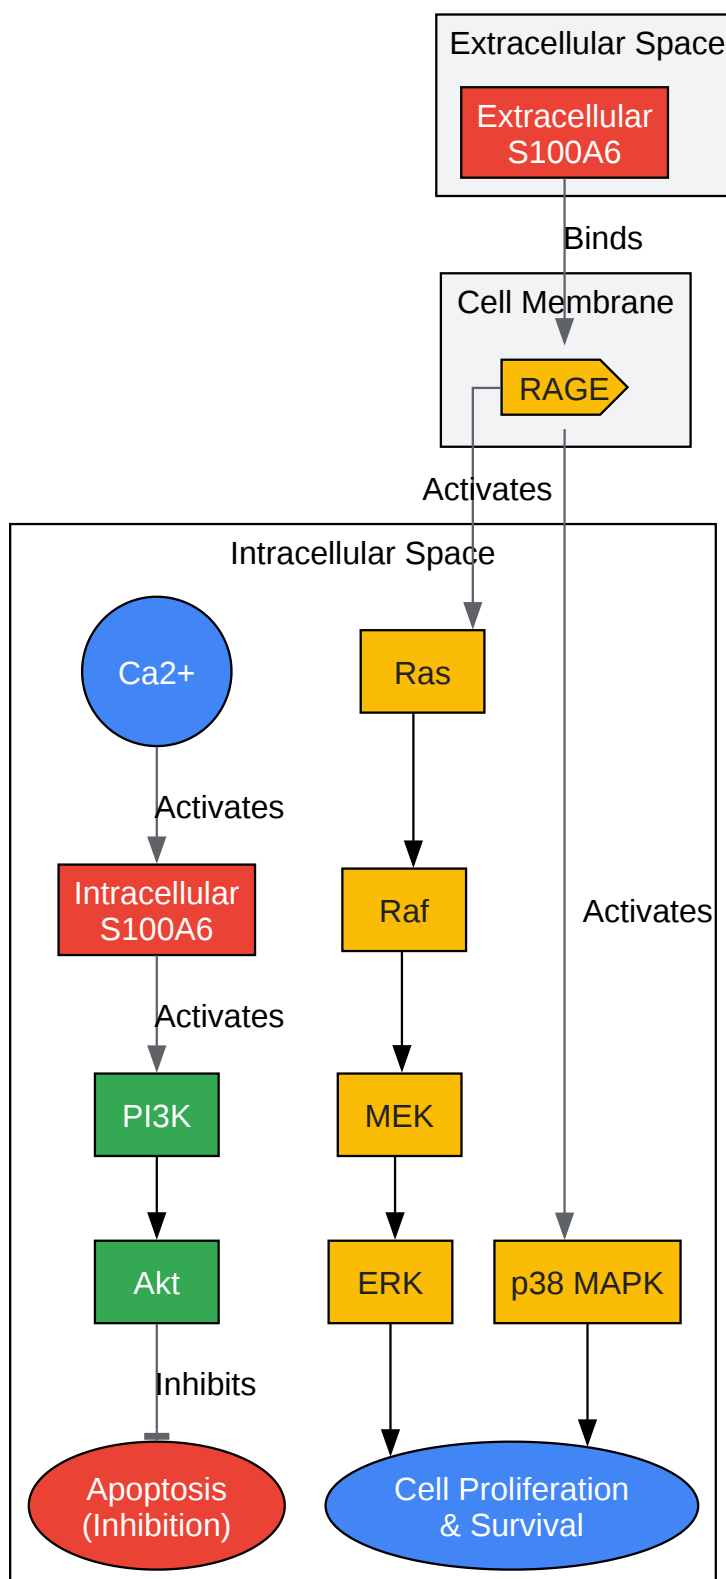 Extracellular Space
Extracellular
S100A6
Binds
Cell Membrane
RAGE
Activates
Intracellular Space
Ca2+
Ras
Activates
Intracellular
S100A6
Raf
Activates
Activates
PI3K
MEK
Akt
ERK
p38 MAPK
Inhibits
Apoptosis
(Inhibition)
Cell Proliferation
& Survival